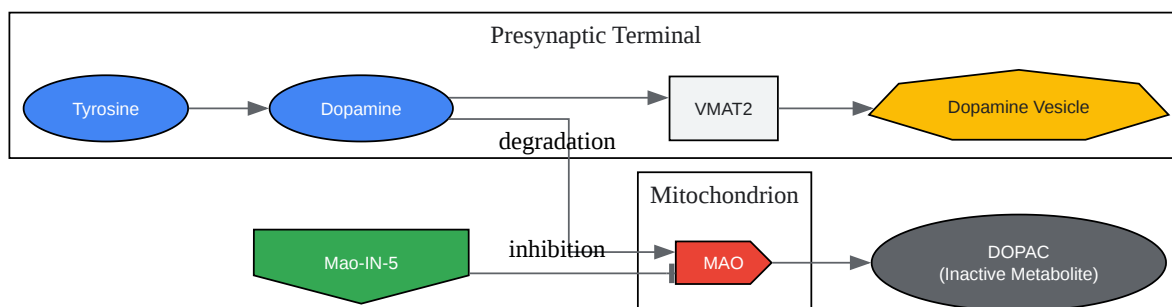 Presynaptic Terminal
Tyrosine
Dopamine
VMAT2
Dopamine Vesicle
degradation
Mitochondrion
Mao-IN-5
inhibition
MAO
DOPAC
(Inactive Metabolite)